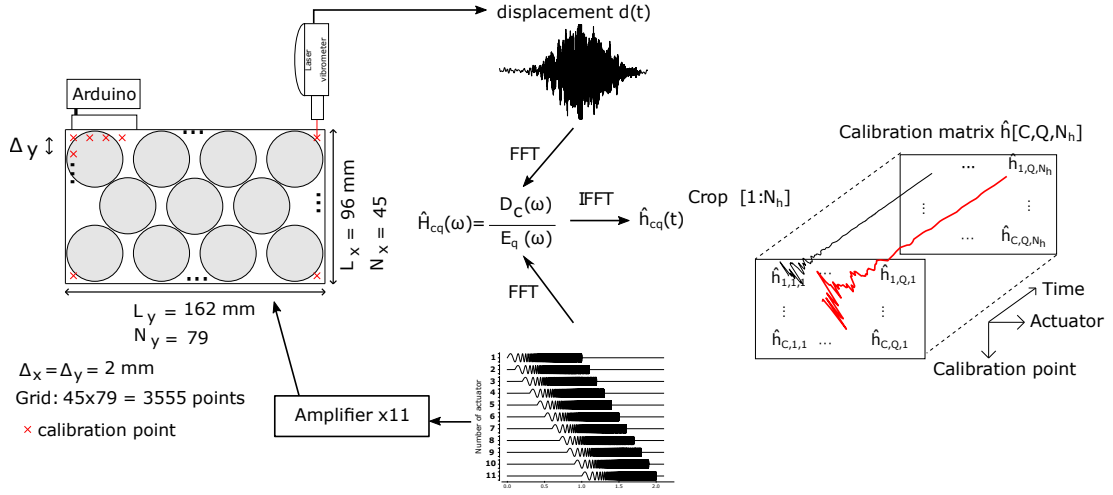 displacement d(t)
Laser
vibrometer
Arduino
Δ y
...
L x = 96 mm
N x = 45
L y = 162 mm
N y = 79
Δx = Δy = 2 mm
Grid: 45x79 = 3555 points
× calibration point
FFT
Ĥcq(ω)= Dc(ω)
Eq(ω)
IFFT
ĥcq(t)
FFT
Crop [1:Nh]
Calibration matrix ĥ[C,Q,Nh]
... ĥ1,Q,Nh
⋮ ⋮
... ĥC,Q,Nh
ĥ1,1,1 ... ĥ1,Q,1
⋮ ⋮
ĥC,1,1 ... ĥC,Q,1
Time
Actuator
Calibration point
Amplifier x11
Number of actuator
1
2
3
4
5
6
7
8
9
10
11
0.0 0.5 1.0 1.5 2.0